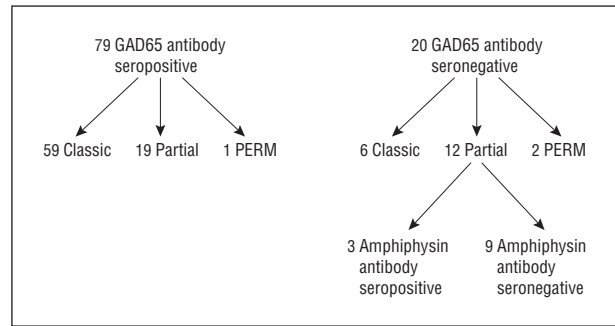 79 GAD65 antibody
seropositive
20 GAD65 antibody
seronegative
59 Classic
19 Partial
1 PERM
6 Classic
12 Partial
2 PERM
3 Amphiphysin
antibody
seropositive
9 Amphiphysin
antibody
seronegative